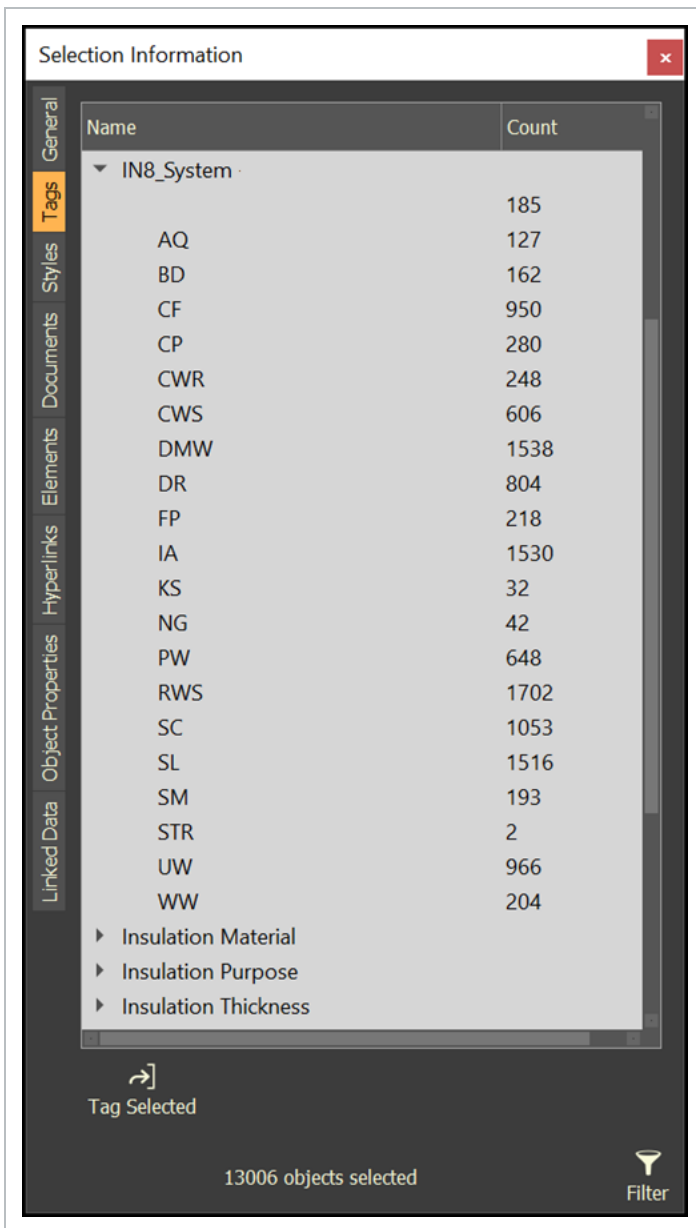 Selection Information
General
Tags
Styles
Documents
Elements
Hyperlinks
Object Properties
Linked Data
Name Count
IN8_System
185
AQ 127
BD 162
CF 950
CP 280
CWR 248
CWS 606
DMW 1538
DR 804
FP 218
IA 1530
KS 32
NG 42
PW 648
RWS 1702
SC 1053
SL 1516
SM 193
STR 2
UW 966
WW 204
Insulation Material
Insulation Purpose
Insulation Thickness
Tag Selected
13006 objects selected
Filter